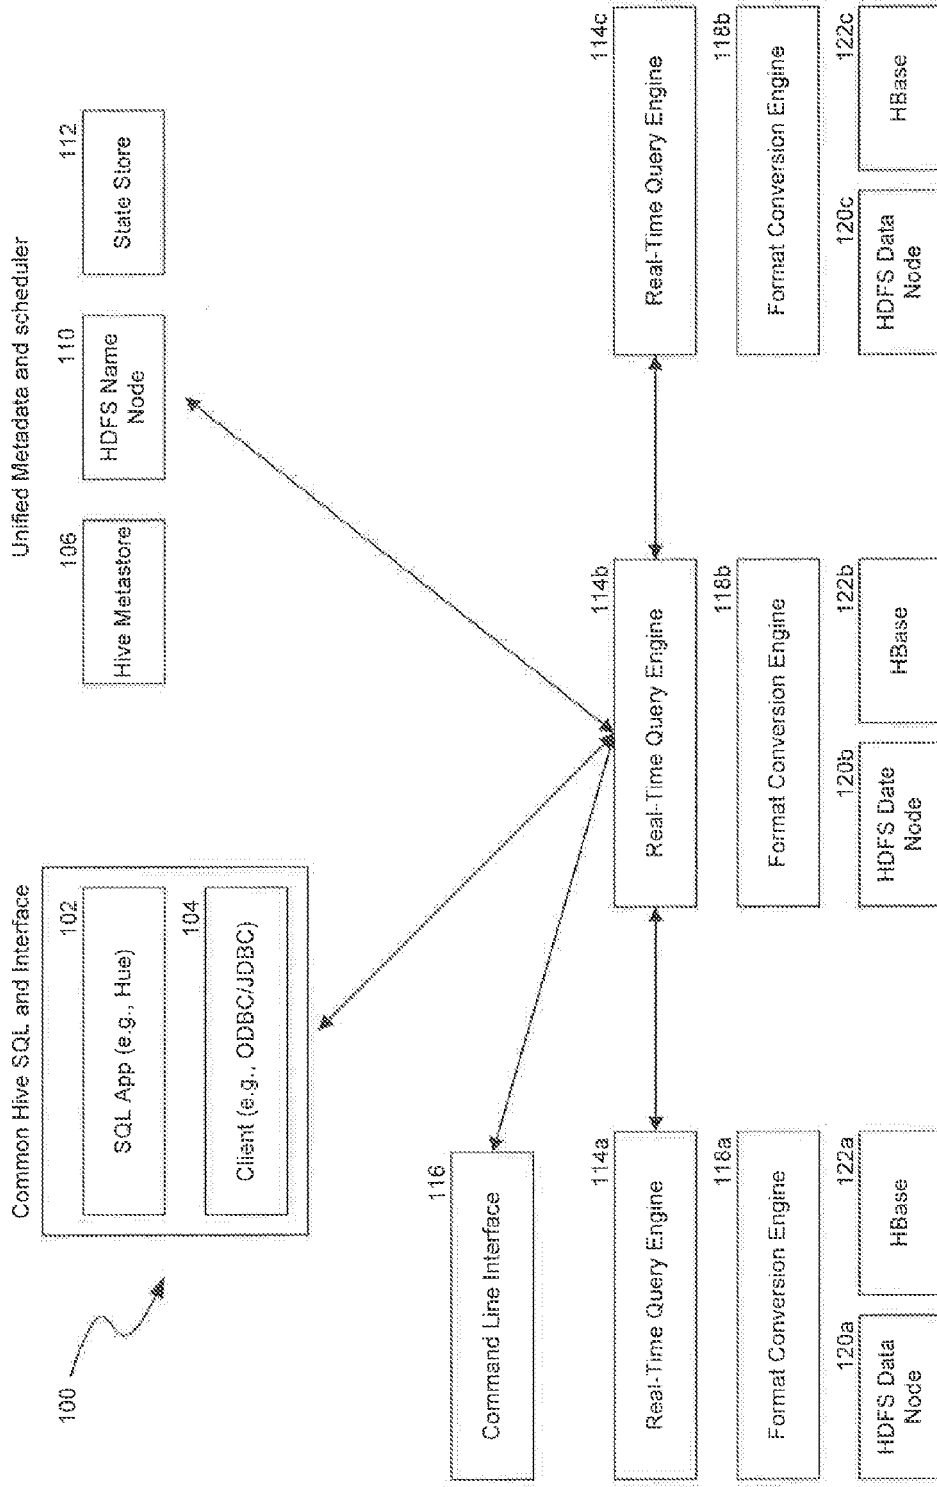 100
Common Hive SQL and Interface
102
SQL App (e.g., Hue)
104
Client (e.g., ODBC/JDBC)
Unified Metadata and scheduler
106
Hive Metastore
110
HDFS Name
Node
112
State Store
116
Command Line Interface
114a
Real-Time Query Engine
114b
Real-Time Query Engine
114c
Real-Time Query Engine
118a
Format Conversion Engine
118b
Format Conversion Engine
118b
Format Conversion Engine
120a
HDFS Data
Node
122a
HBase
120b
HDFS Date
Node
122b
HBase
120c
HDFS Data
Node
122c
HBase